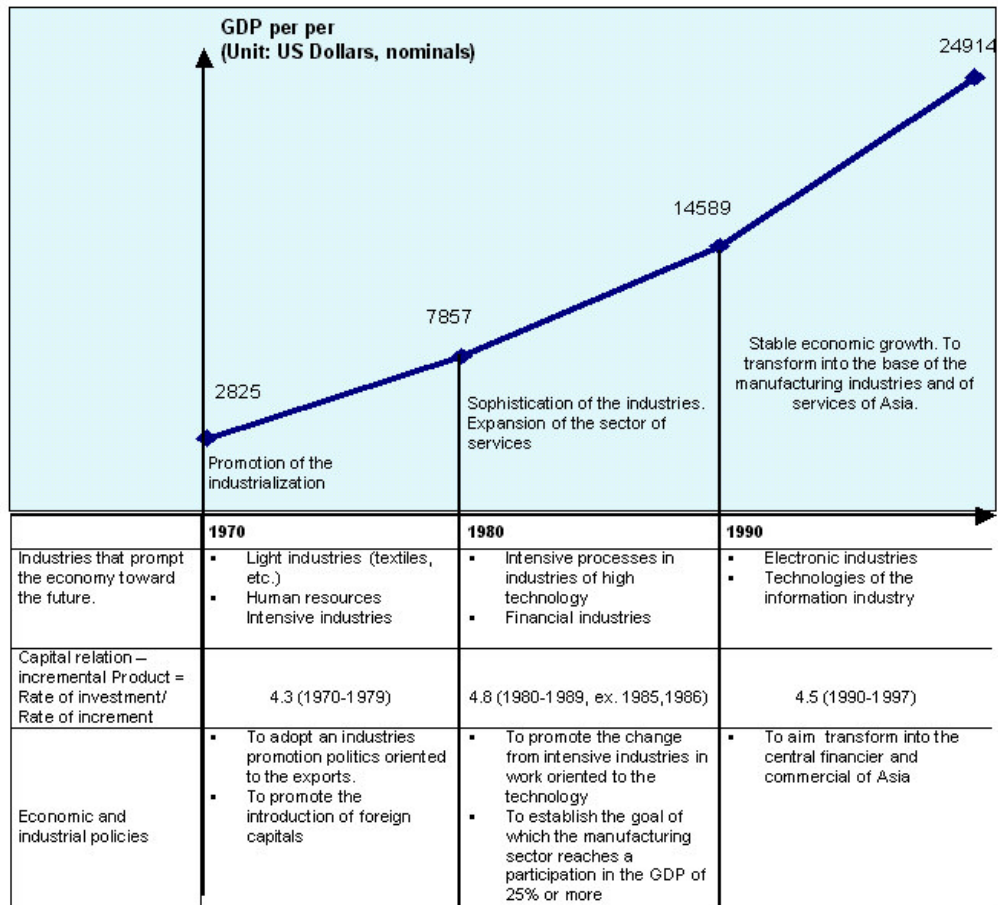 GDP per per
(Unit: US Dollars, nominals)
24914
14589
7857
2825
Stable economic growth. To
transform into the base of the
manufacturing industries and of
services of Asia.
Sophistication of the industries.
Expansion of the sector of
services
Promotion of the
industrialization
1970
1980
1990
Industries that prompt
the economy toward
the future.
▪ Light industries (textiles,
etc.)
▪ Human resources
Intensive industries
▪ Intensive processes in
industries of high
technology
▪ Financial industries
▪ Electronic industries
▪ Technologies of the
information industry
Capital relation –
incremental Product =
Rate of investment/
Rate of increment
4.3 (1970-1979)
4.8 (1980-1989, ex. 1985,1986)
4.5 (1990-1997)
Economic and
industrial policies
▪ To adopt an industries
promotion politics oriented
to the exports.
▪ To promote the
introduction of foreign
capitals
▪ To promote the change
from intensive industries in
work oriented to the
technology
▪ To establish the goal of
which the manufacturing
sector reaches a
participation in the GDP of
25% or more
▪ To aim transform into the
central financier and
commercial of Asia